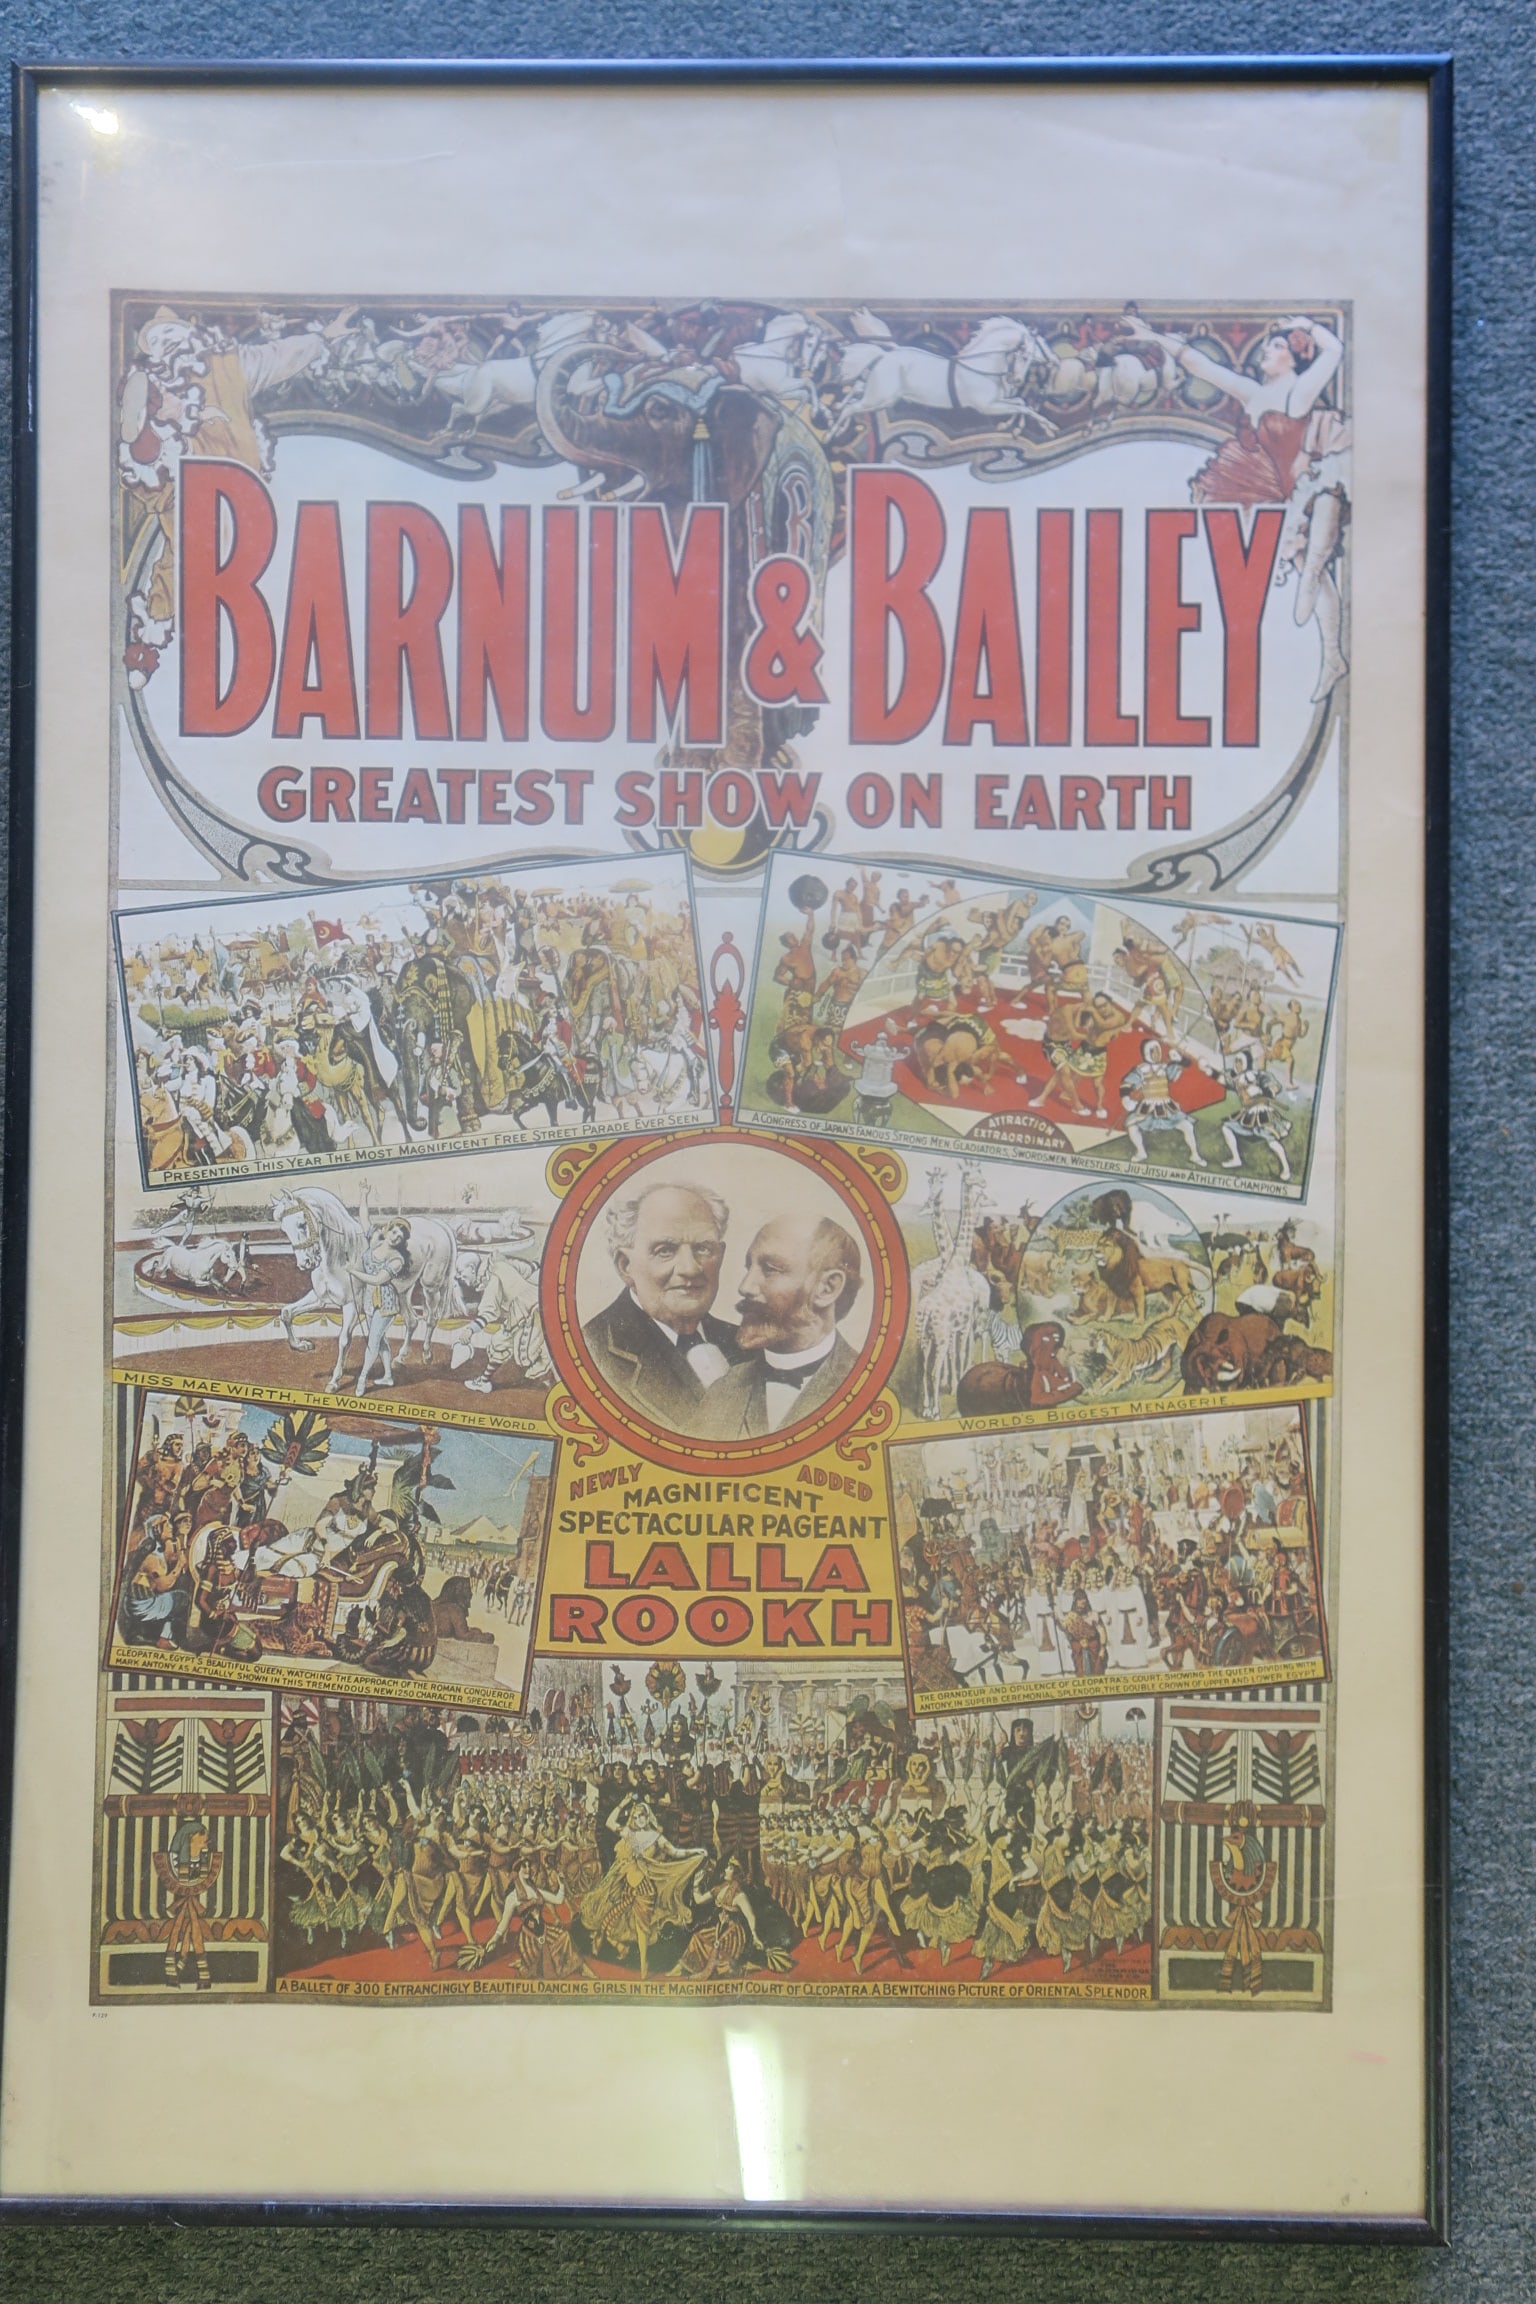 BARNUM & BAILEY
GREATEST SHOW ON EARTH
PRESENTING THIS YEAR THE MOST MAGNIFICENT FREE STREET PARADE EVER SEEN
ATTRACTION
EXTRAORDINARY
A CONGRESS OF JAPAN'S FAMOUS STRONG MEN, GLADIATORS, SWORDSMEN, WRESTLERS, JIU-JITSU AND ATHLETIC CHAMPIONS
MISS MAE WIRTH, THE WONDER RIDER OF THE WORLD.
WORLD'S BIGGEST MENAGERIE.
NEWLY ADDED
MAGNIFICENT
SPECTACULAR PAGEANT
LALLA
ROOKH
CLEOPATRA, EGYPT'S BEAUTIFUL QUEEN, WATCHING THE APPROACH OF THE ROMAN CONQUEROR
MARK ANTONY AS ACTUALLY SHOWN IN THIS TREMENDOUS NEW 1250 CHARACTER SPECTACLE
THE GRANDEUR AND OPULENCE OF CLEOPATRA'S COURT, SHOWING THE QUEEN DIVIDING WITH
ANTONY, IN SUPERB CEREMONIAL SPLENDOR, THE DOUBLE CROWN OF UPPER AND LOWER EGYPT.
A BALLET OF 300 ENTRANCINGLY BEAUTIFUL DANCING GIRLS IN THE MAGNIFICENT COURT OF CLEOPATRA. A BEWITCHING PICTURE OF ORIENTAL SPLENDOR.
P-129